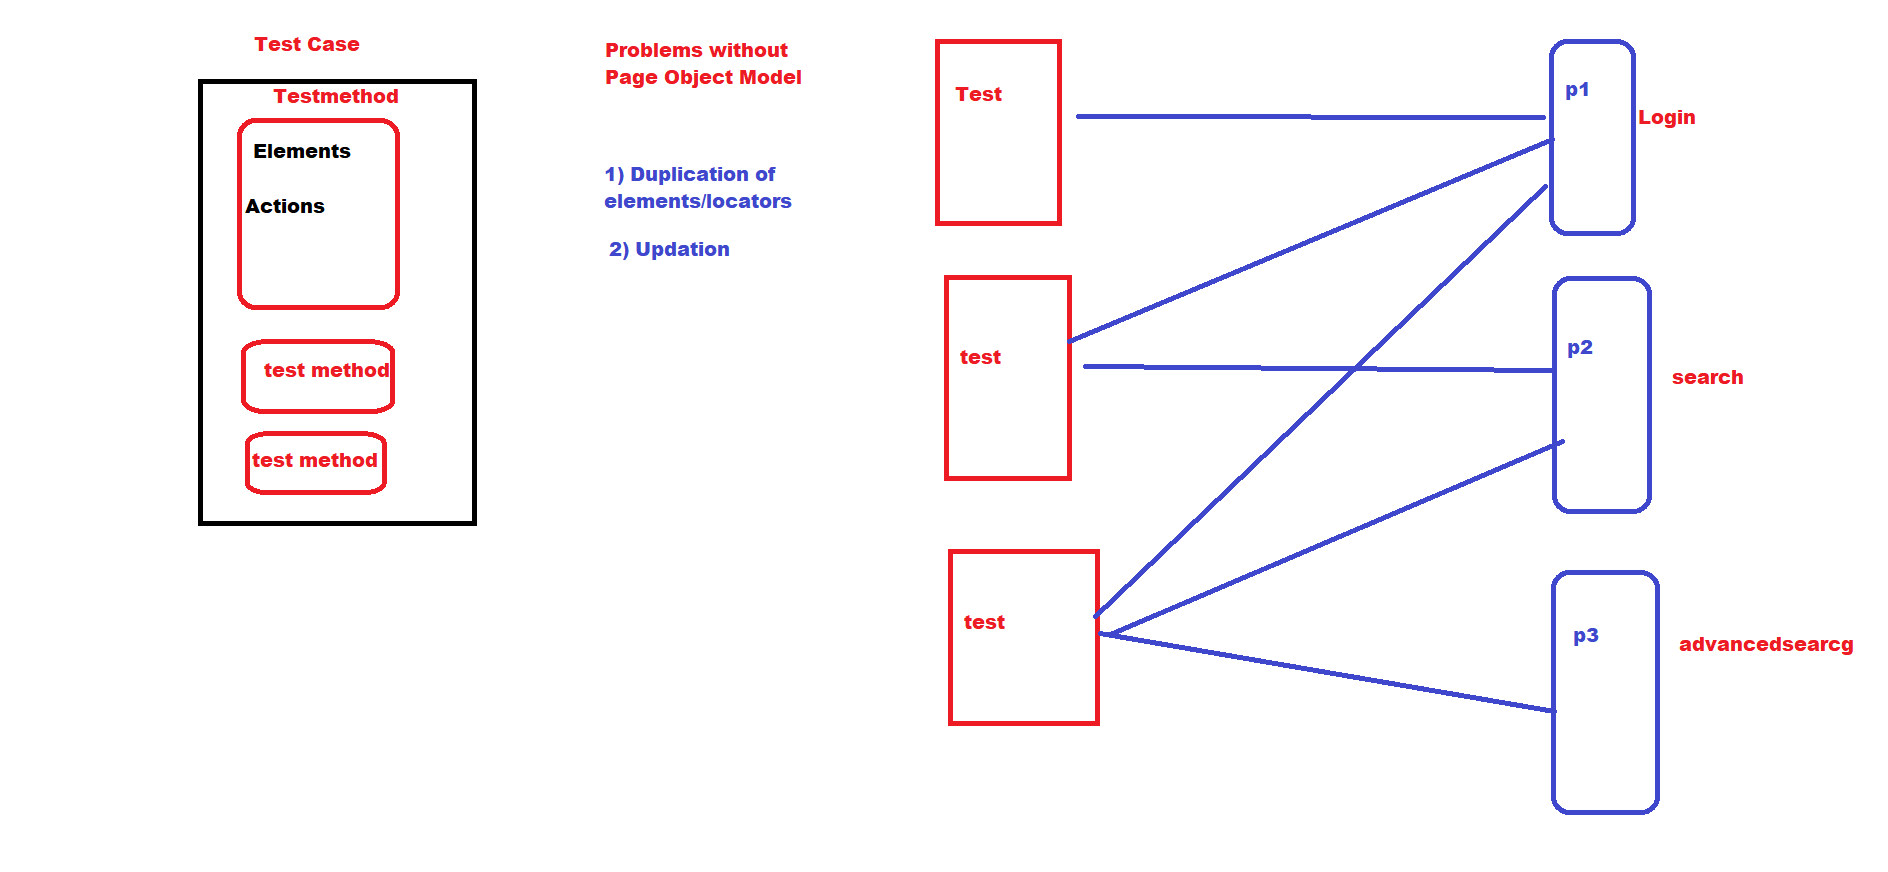 Test Case
Testmethod
Elements
Actions
test method
test method
Problems without
Page Object Model
1) Duplication of
elements/locators
2) Updation
Test
test
test
p1
Login
p2
search
p3
advancedsearcg